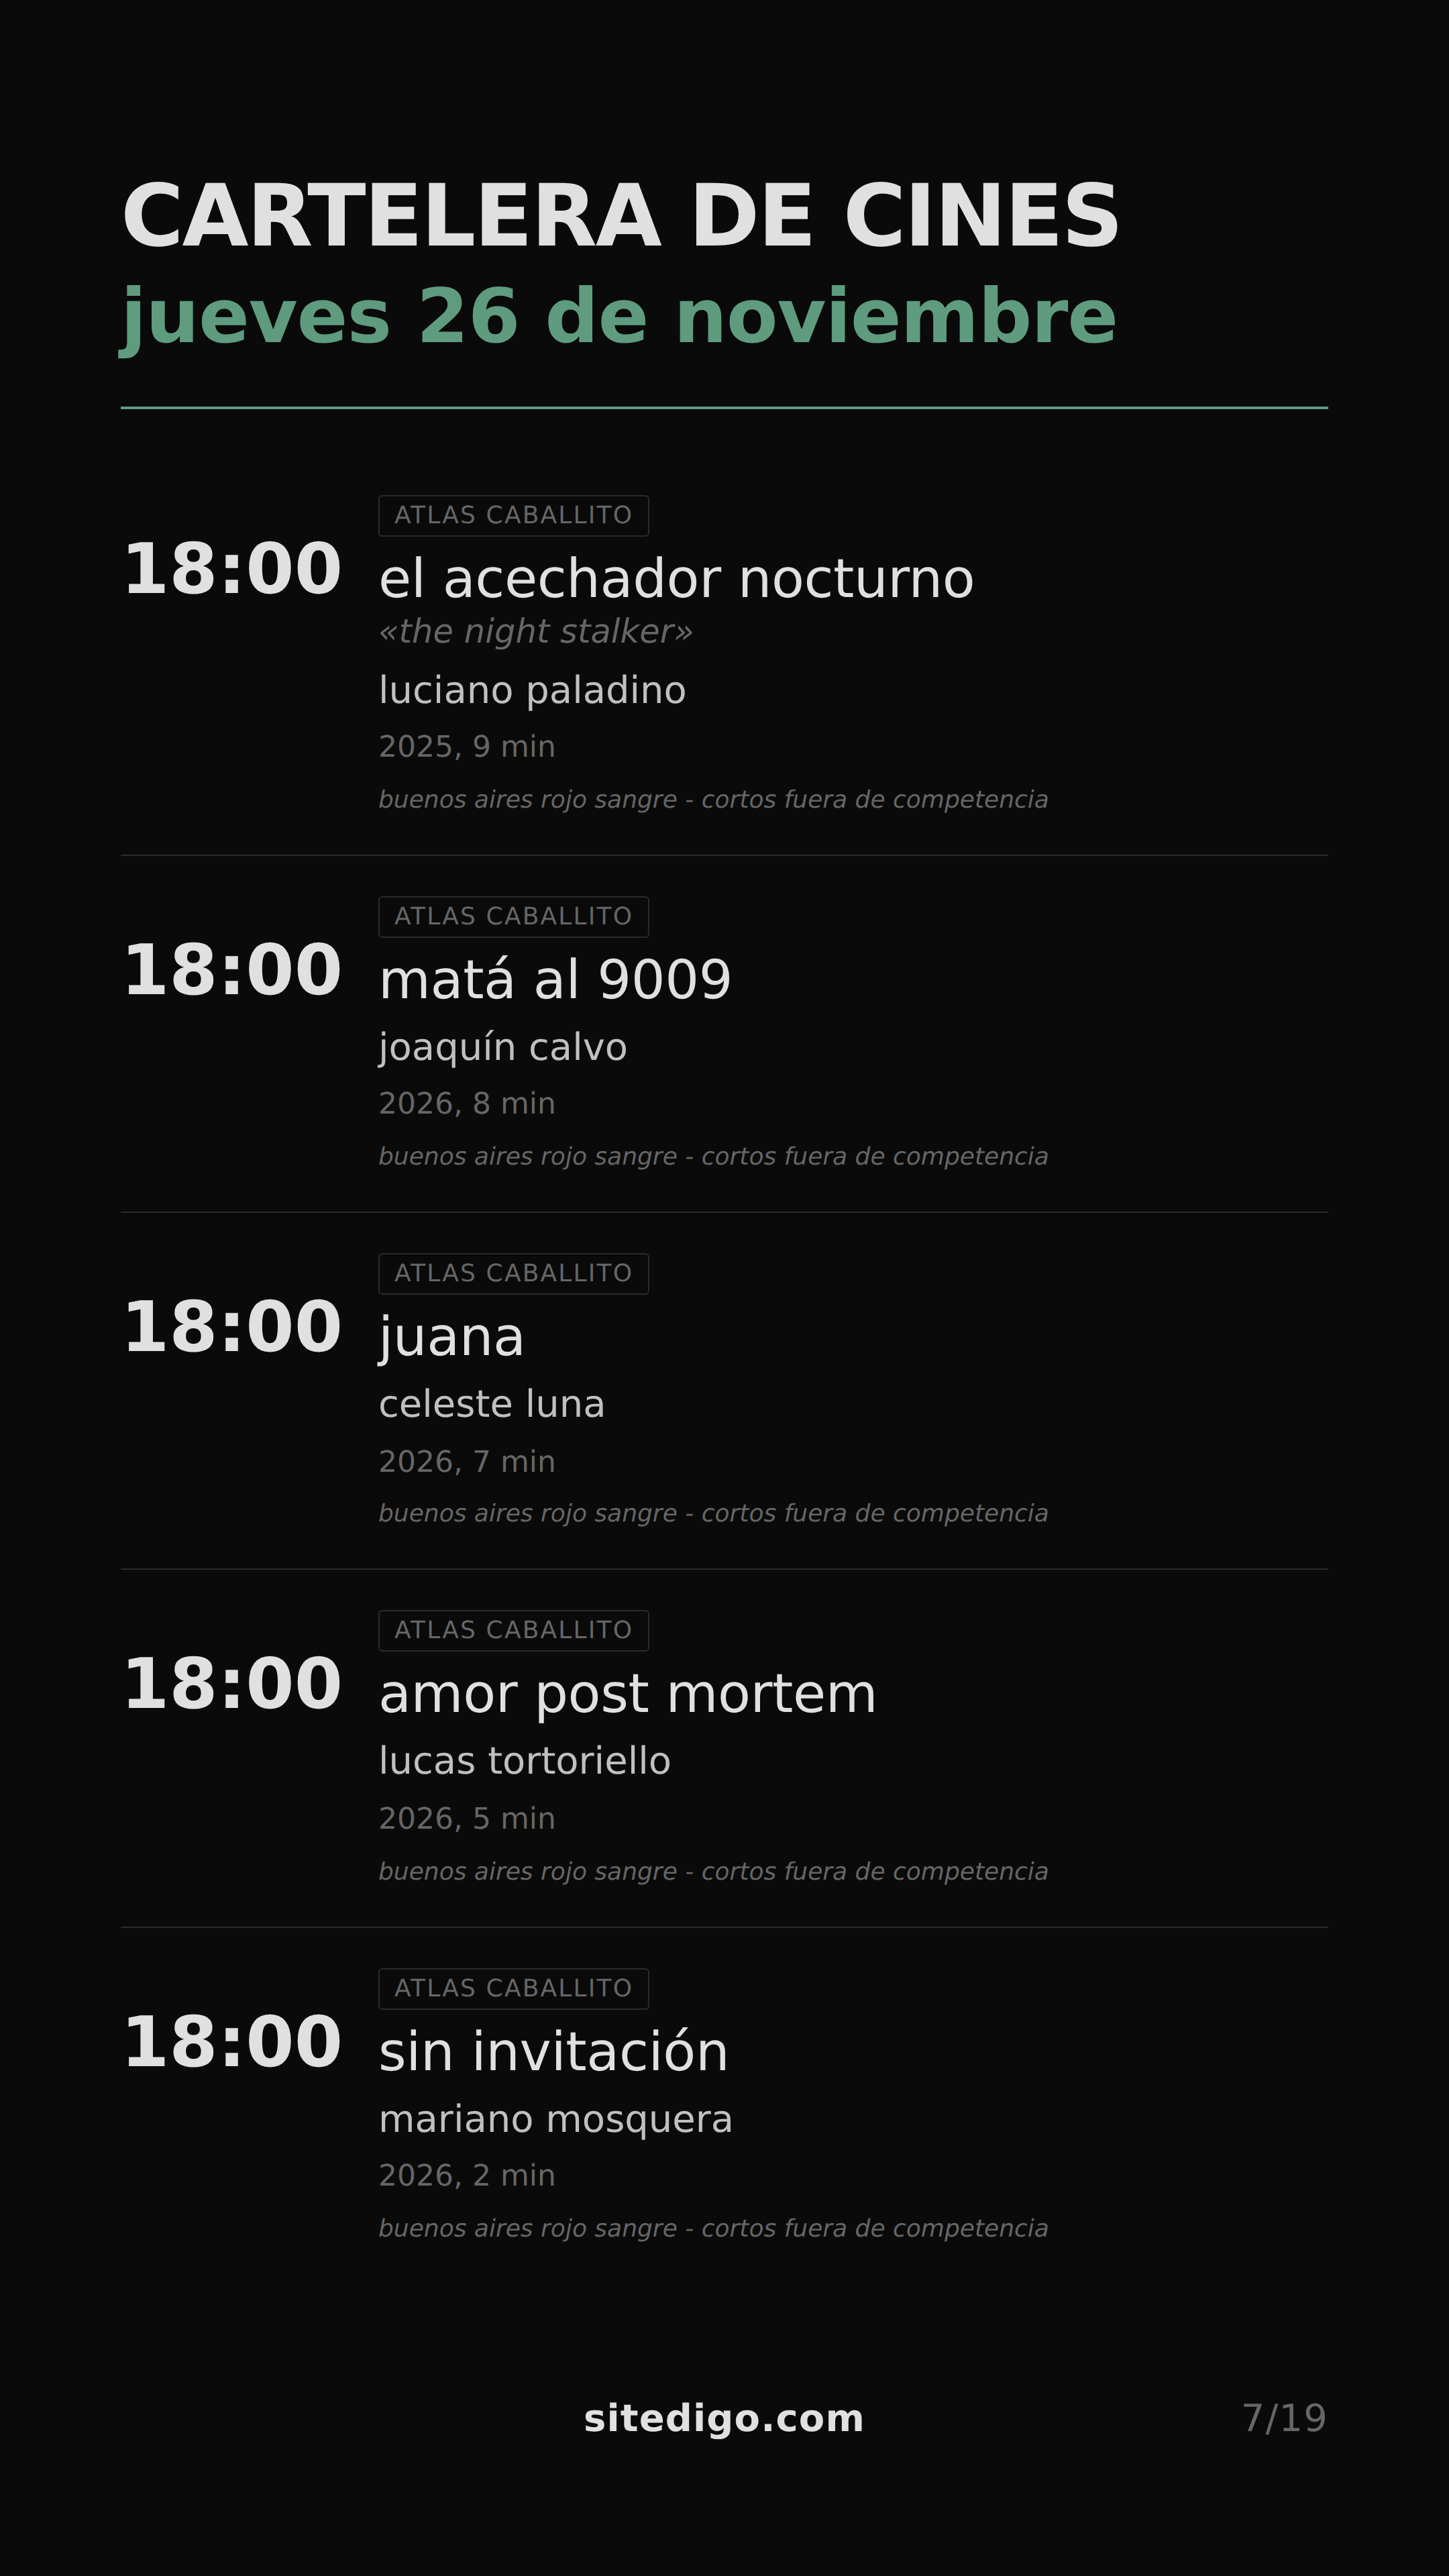 CARTELERA DE CINES
jueves 26 de noviembre
ATLAS CABALLITO
18:00
el acechador nocturno
«the night stalker»
luciano paladino
2025, 9 min
buenos aires rojo sangre - cortos fuera de competencia
ATLAS CABALLITO
18:00
matá al 9009
joaquín calvo
2026, 8 min
buenos aires rojo sangre - cortos fuera de competencia
ATLAS CABALLITO
18:00
juana
celeste luna
2026, 7 min
buenos aires rojo sangre - cortos fuera de competencia
ATLAS CABALLITO
18:00
amor post mortem
lucas tortoriello
2026, 5 min
buenos aires rojo sangre - cortos fuera de competencia
ATLAS CABALLITO
18:00
sin invitación
mariano mosquera
2026, 2 min
buenos aires rojo sangre - cortos fuera de competencia
sitedigo.com
7/19